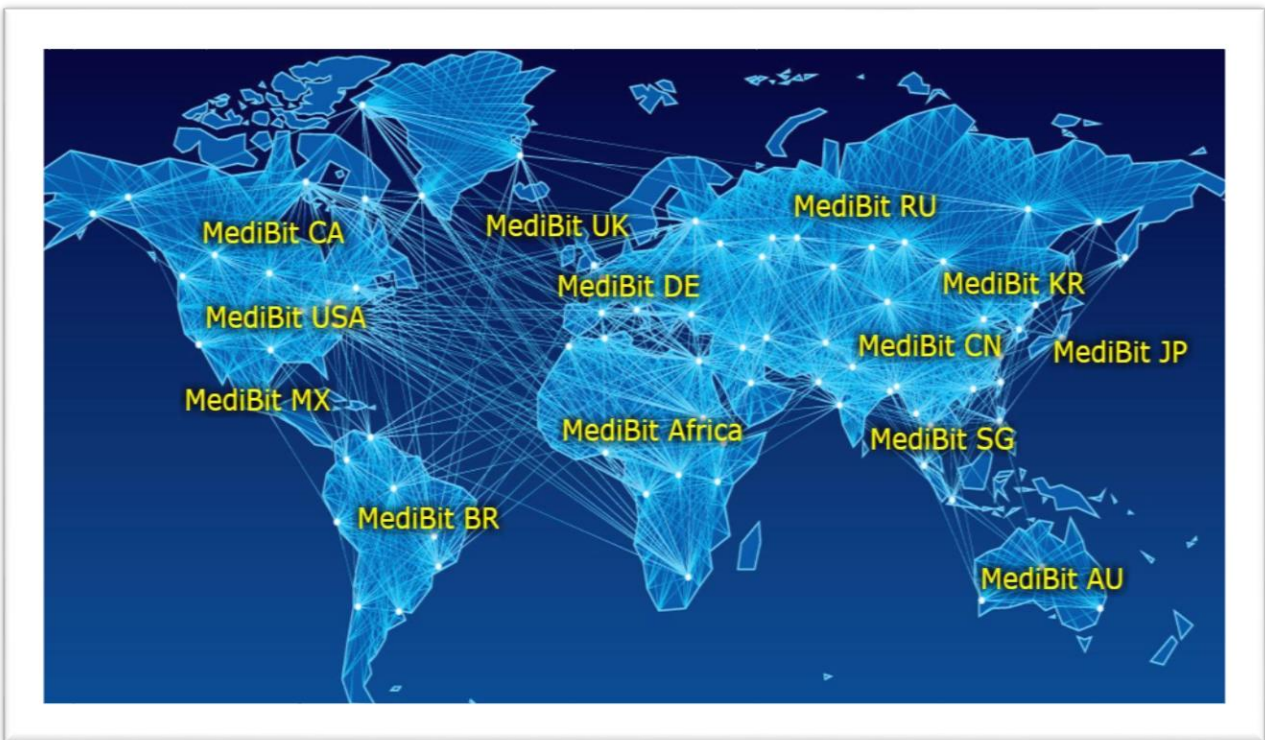 MediBit RU
MediBit UK
MediBit CA
MediBit KR
MediBit DE
MediBit USA
MediBit CN
MediBit JP
MediBit MX
MediBit Africa
MediBit SG
MediBit BR
MediBit AU